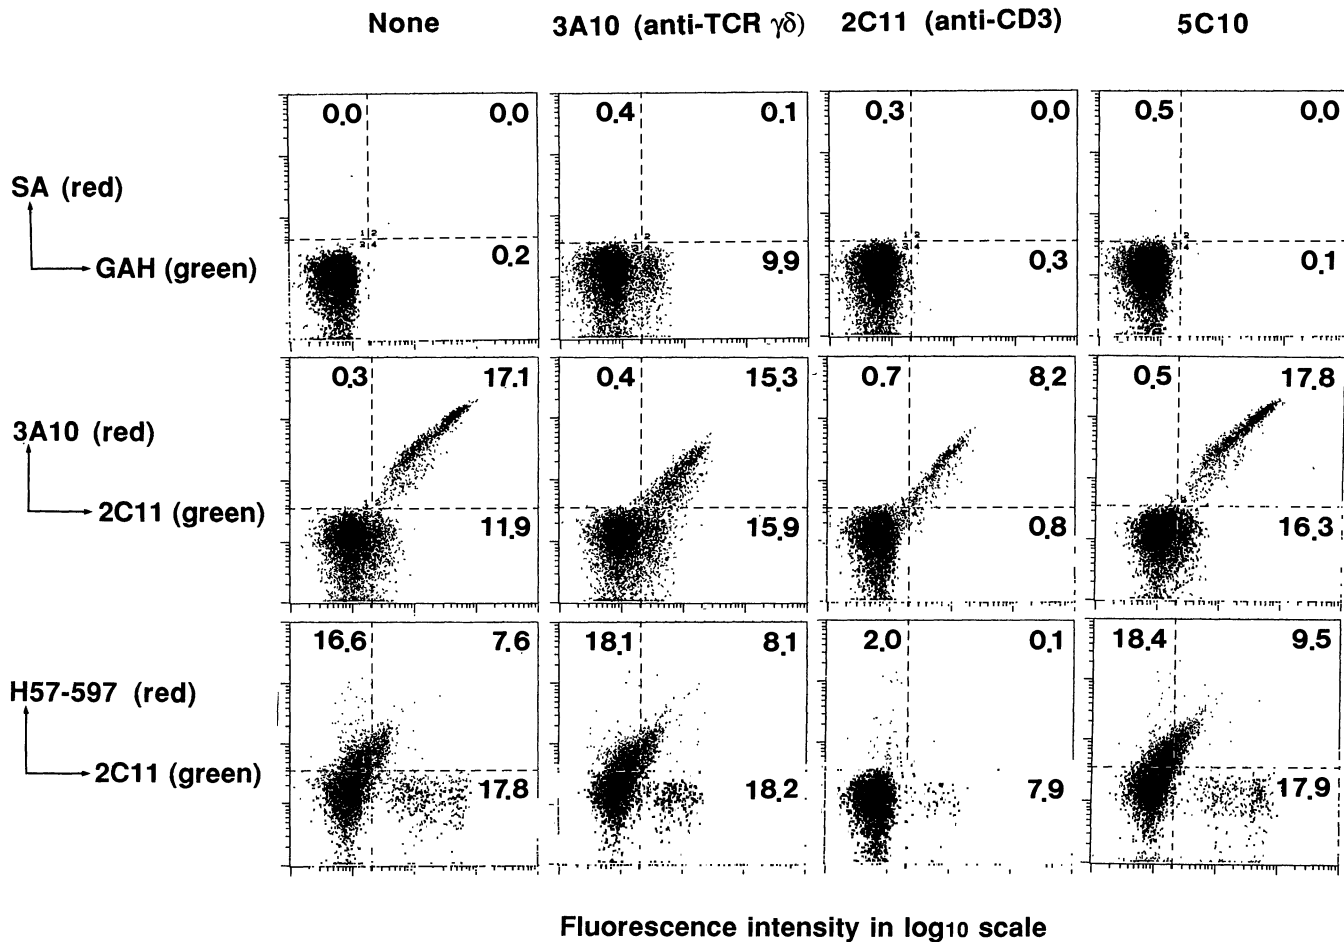 None 3A10 (anti-TCR γδ) 2C11 (anti-CD3) 5C10
0.0 0.0 0.4 0.1 0.3 0.0 0.5 0.0
SA (red)
GAH (green)
0.2 9.9 0.3 0.1
0.3 17.1 0.4 15.3 0.7 8.2 0.5 17.8
3A10 (red)
2C11 (green)
11.9 15.9 0.8 16.3
16.6 7.6 18.1 8.1 2.0 0.1 18.4 9.5
H57-597 (red)
2C11 (green)
17.8 18.2 7.9 17.9
Fluorescence intensity in log10 scale